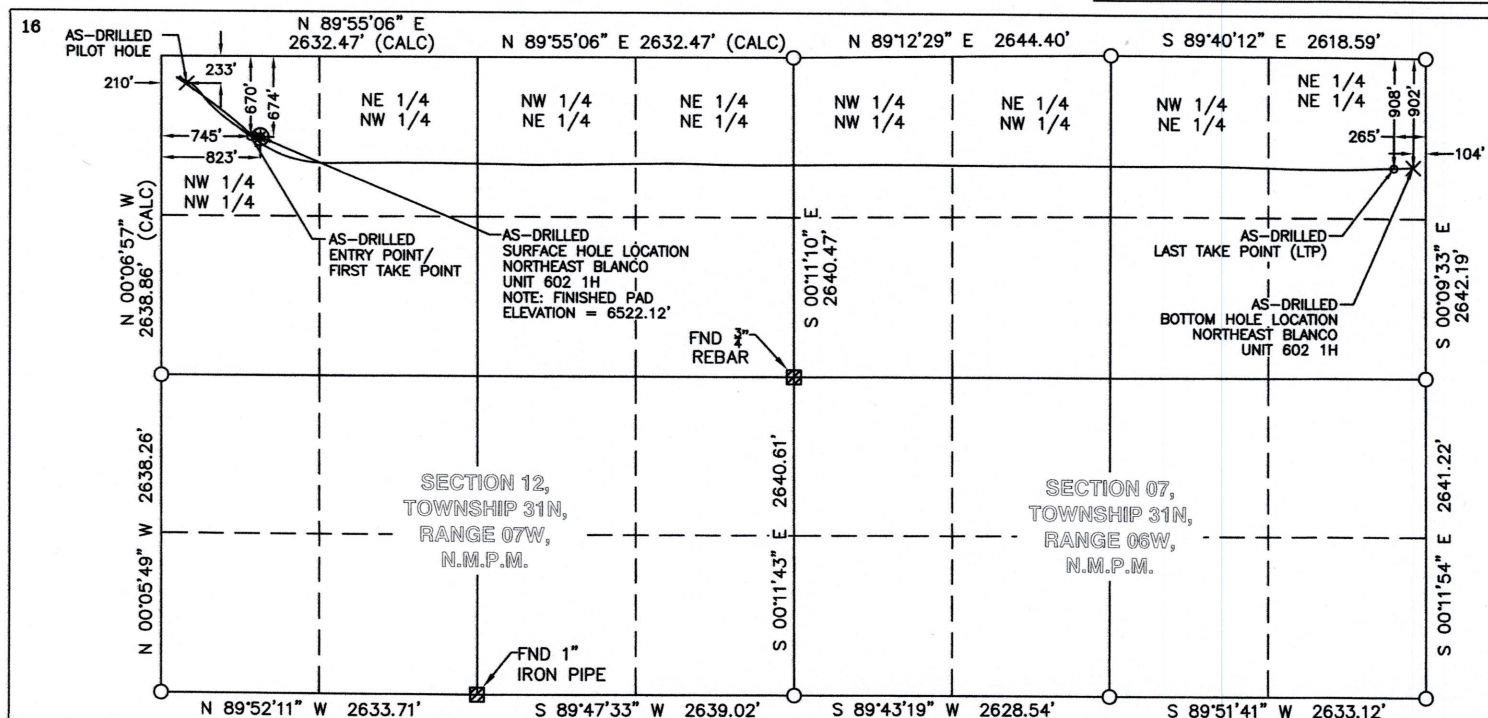 16
AS-DRILLED
PILOT HOLE
N 89°55'06" E
2632.47' (CALC)
N 89°55'06" E 2632.47' (CALC)
N 89°12'29" E 2644.40'
S 89°40'12" E 2618.59'
210'
233'
670'
674'
745'
823'
NW 1/4
NW 1/4
NE 1/4
NW 1/4
NW 1/4
NE 1/4
NE 1/4
NE 1/4
NW 1/4
NW 1/4
NE 1/4
NW 1/4
NW 1/4
NE 1/4
NE 1/4
NE 1/4
908'
902'
265'
104'
N 00°06'57" W
2638.86' (CALC)
AS-DRILLED
ENTRY POINT/
FIRST TAKE POINT
AS-DRILLED
SURFACE HOLE LOCATION
NORTHEAST BLANCO
UNIT 602 1H
NOTE: FINISHED PAD
ELEVATION = 6522.12'
S 00°11'10" E
2640.47'
AS-DRILLED
LAST TAKE POINT (LTP)
AS-DRILLED
BOTTOM HOLE LOCATION
NORTHEAST BLANCO
UNIT 602 1H
S 00°09'33" E
2642.19'
FND 3/4"
REBAR
N 00°05'49" W 2638.26'
SECTION 12,
TOWNSHIP 31N,
RANGE 07W,
N.M.P.M.
S 00°11'43" E 2640.61'
SECTION 07,
TOWNSHIP 31N,
RANGE 06W,
N.M.P.M.
S 00°11'54" E 2641.22'
FND 1"
IRON PIPE
N 89°52'11" W 2633.71'
S 89°47'33" W 2639.02'
S 89°43'19" W 2628.54'
S 89°51'41" W 2633.12'